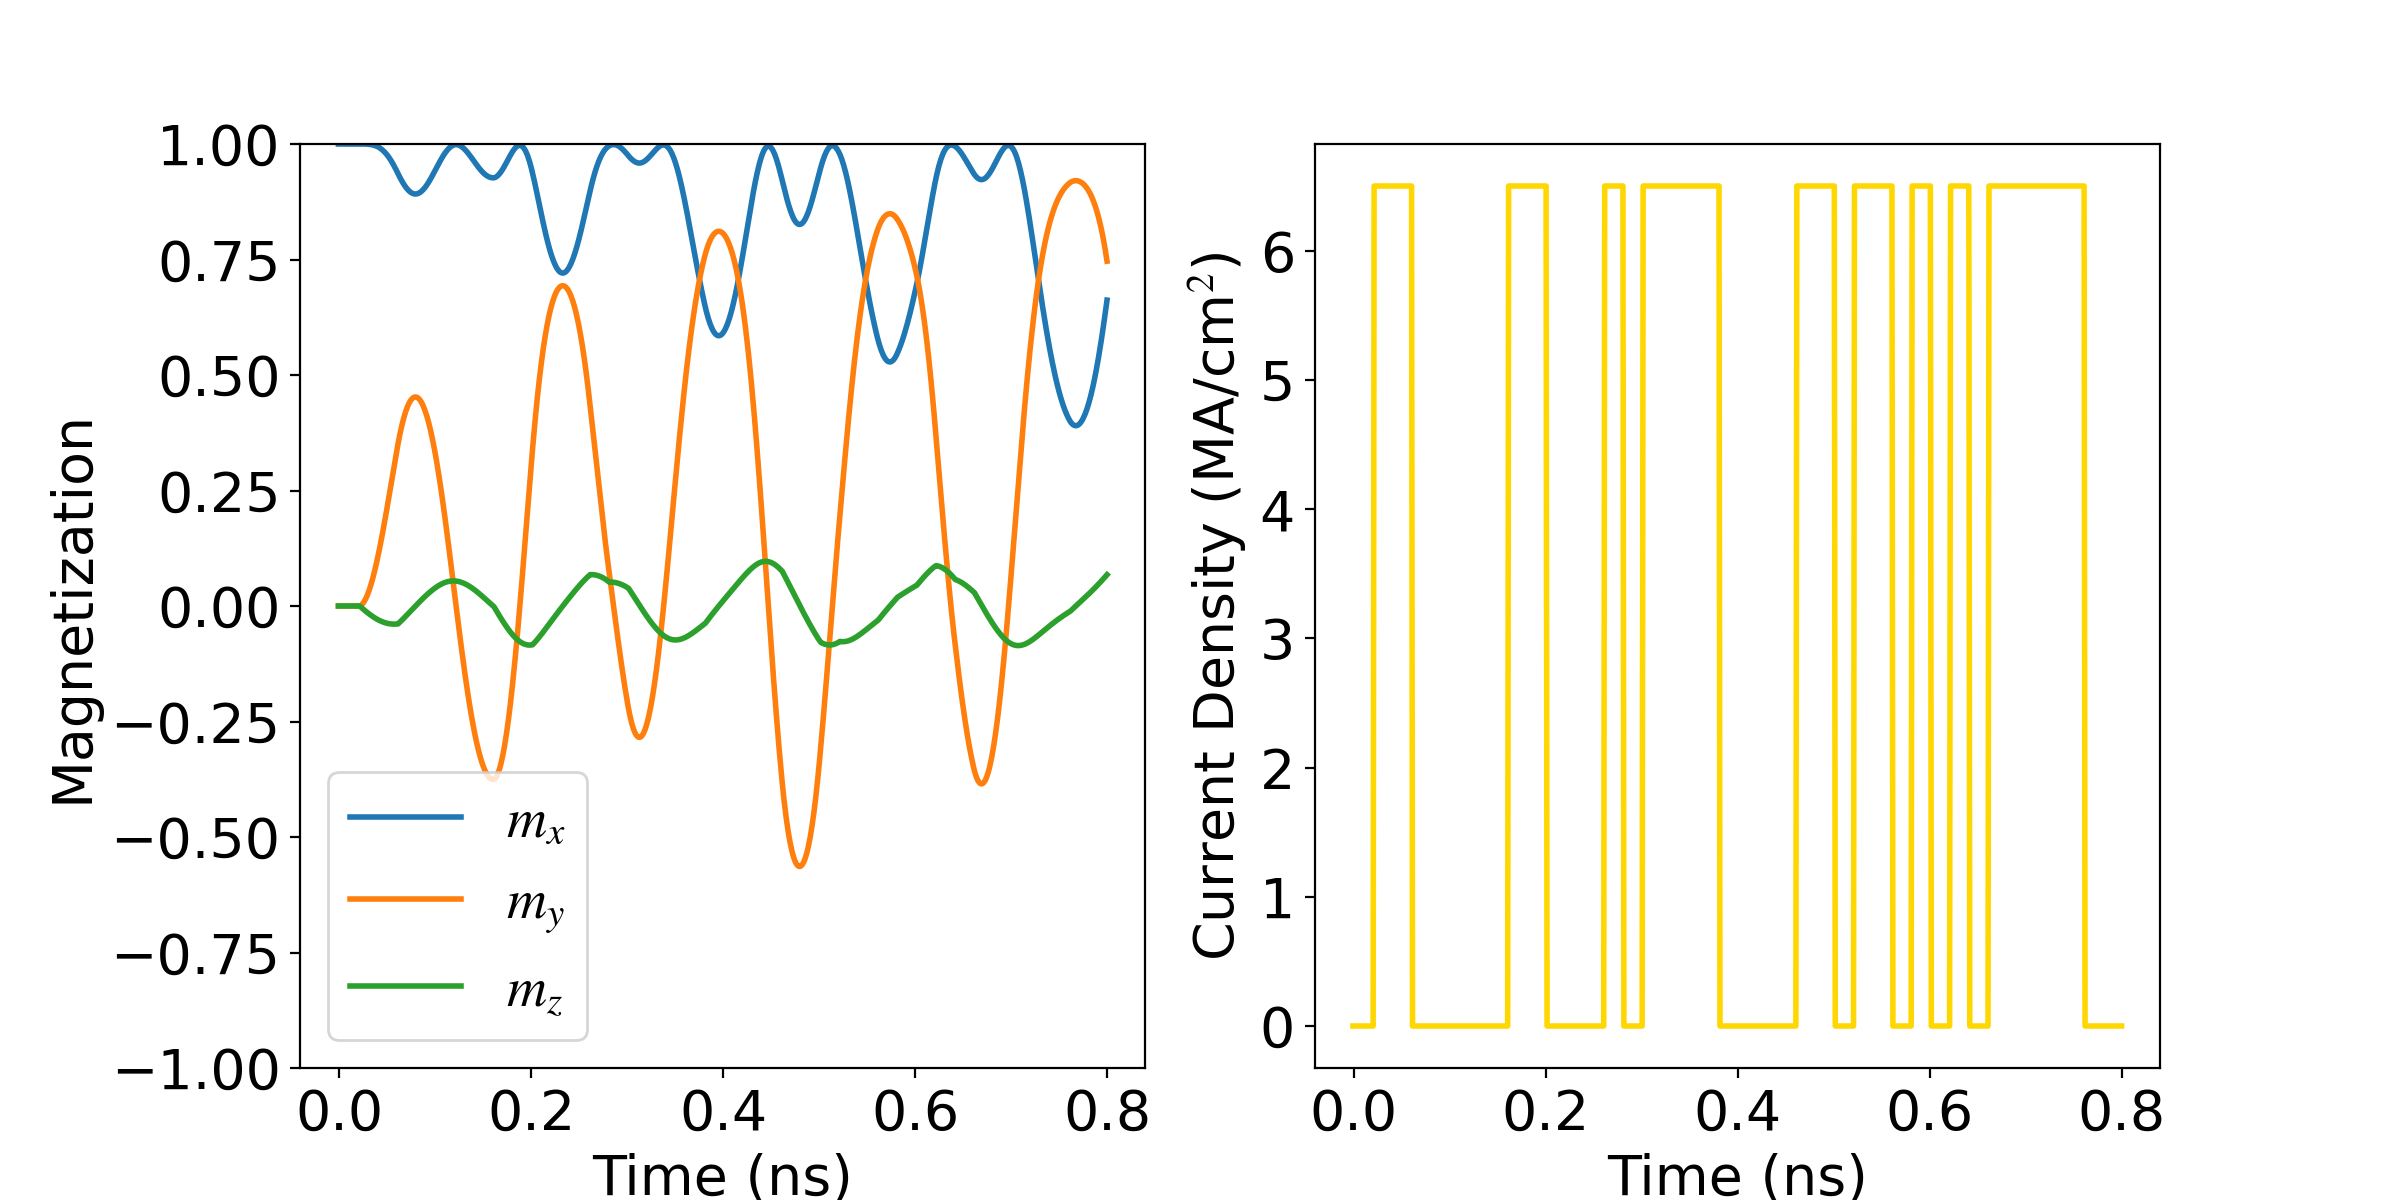 1.00
0.75
0.50
0.25
0.00
−0.25
−0.50
−0.75
−1.00
Magnetization
m_x
m_y
m_z
0.0 0.2 0.4 0.6 0.8
Time (ns)
6
5
4
3
2
1
0
Current Density (MA/cm²)
0.0 0.2 0.4 0.6 0.8
Time (ns)